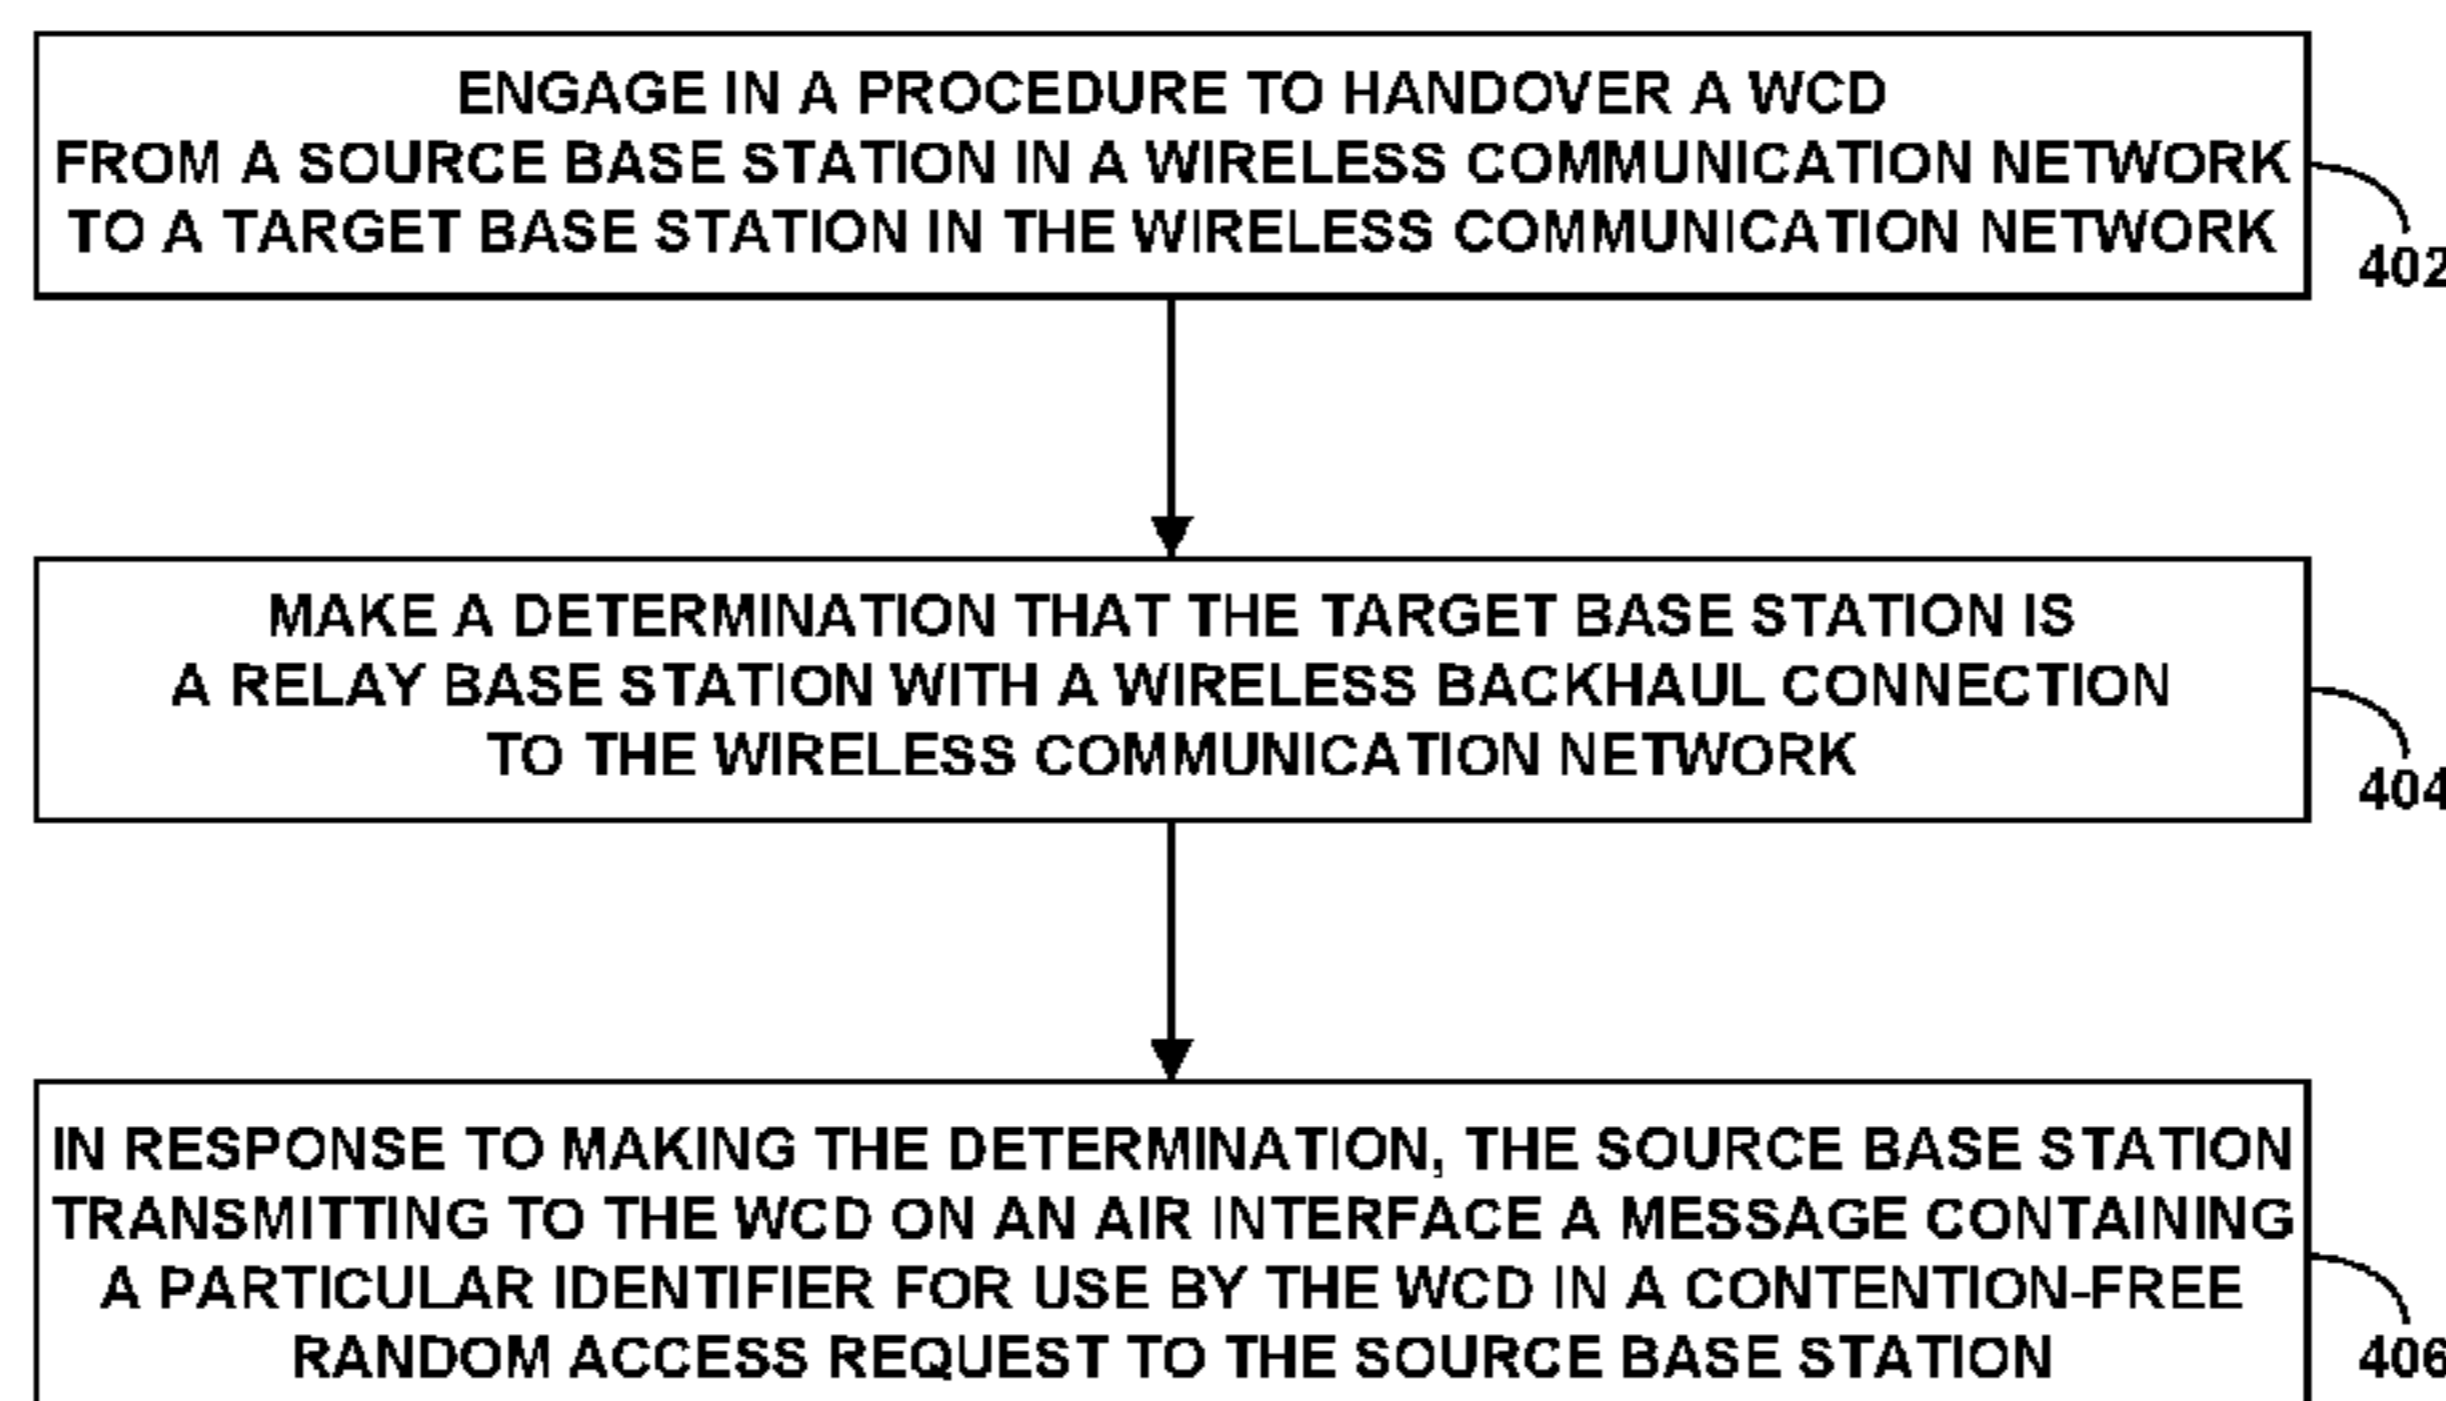 ENGAGE IN A PROCEDURE TO HANDOVER A WCD
FROM A SOURCE BASE STATION IN A WIRELESS COMMUNICATION NETWORK
TO A TARGET BASE STATION IN THE WIRELESS COMMUNICATION NETWORK
402
MAKE A DETERMINATION THAT THE TARGET BASE STATION IS
A RELAY BASE STATION WITH A WIRELESS BACKHAUL CONNECTION
TO THE WIRELESS COMMUNICATION NETWORK
404
IN RESPONSE TO MAKING THE DETERMINATION, THE SOURCE BASE STATION
TRANSMITTING TO THE WCD ON AN AIR INTERFACE A MESSAGE CONTAINING
A PARTICULAR IDENTIFIER FOR USE BY THE WCD IN A CONTENTION-FREE
RANDOM ACCESS REQUEST TO THE SOURCE BASE STATION
406